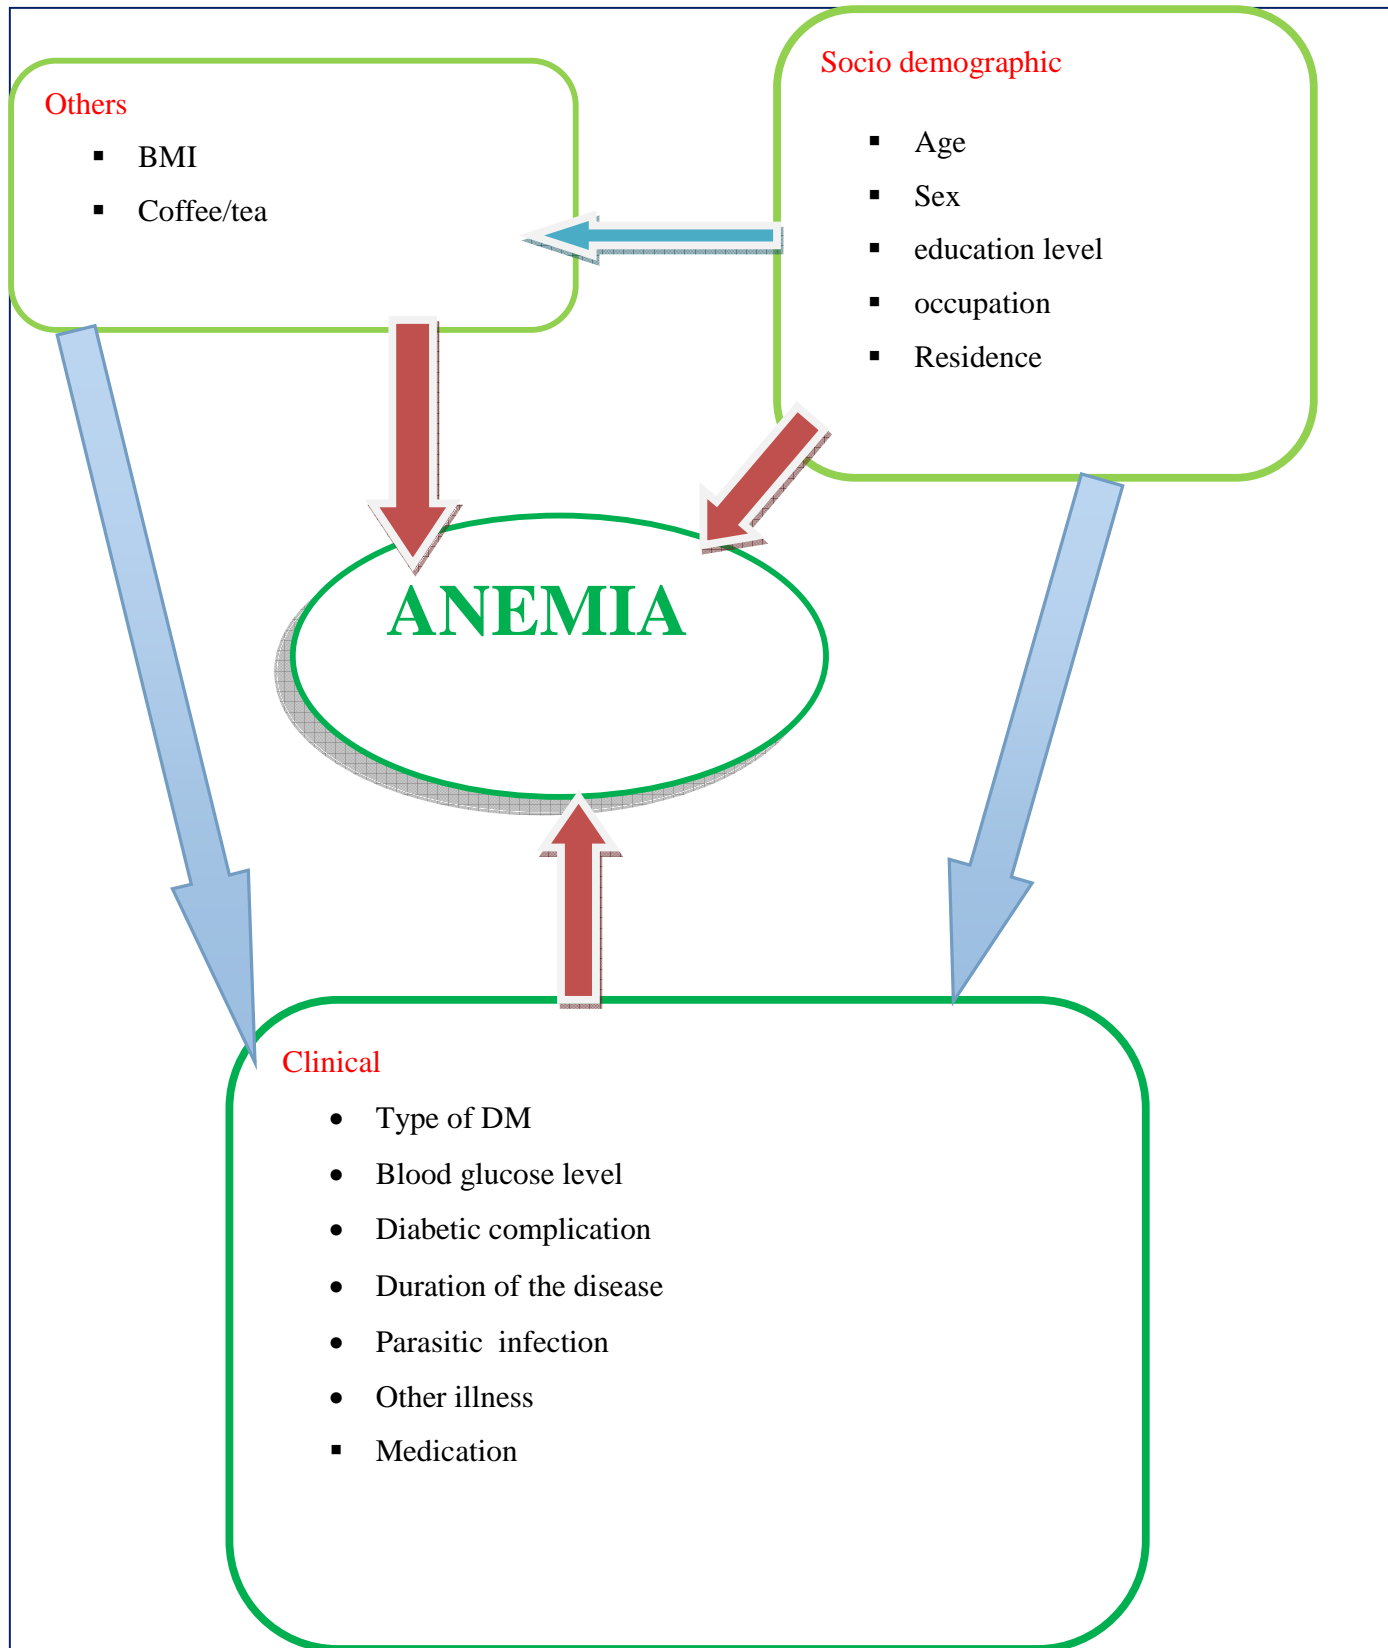 Others
▪ BMI
▪ Coffee/tea
Socio demographic
▪ Age
▪ Sex
▪ education level
▪ occupation
▪ Residence
ANEMIA
Clinical
• Type of DM
• Blood glucose level
• Diabetic complication
• Duration of the disease
• Parasitic  infection
• Other illness
▪ Medication